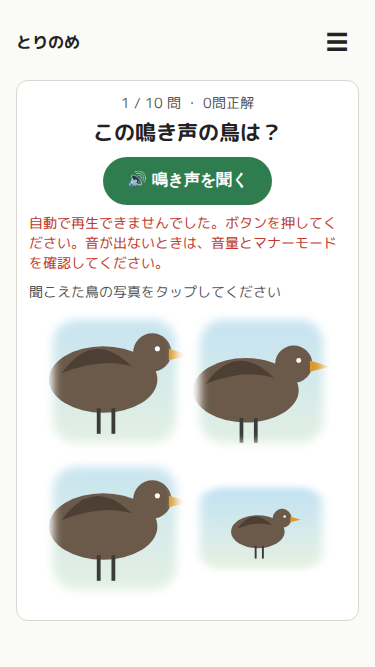 とりのめ
☰
1 / 10 問 · 0問正解
この鳴き声の鳥は？
🔊 鳴き声を聞く
自動で再生できませんでした。ボタンを押してく
ださい。音が出ないときは、音量とマナーモード
を確認してください。
聞こえた鳥の写真をタップしてください